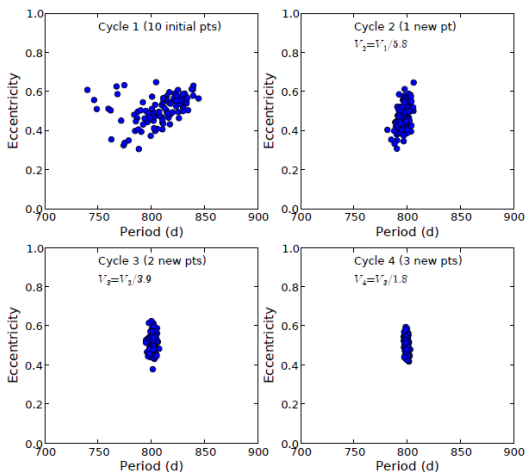 Cycle 1 (10 initial pts)
1.0
0.8
0.6
0.4
0.2
0.0
Eccentricity
700 750 800 850 900
Period (d)
Cycle 2 (1 new pt)
V₂=V₁/5.8
1.0
0.8
0.6
0.4
0.2
0.0
Eccentricity
700 750 800 850 900
Period (d)
Cycle 3 (2 new pts)
V₃=V₂/3.9
1.0
0.8
0.6
0.4
0.2
0.0
Eccentricity
700 750 800 850 900
Period (d)
Cycle 4 (3 new pts)
V₄=V₃/1.8
1.0
0.8
0.6
0.4
0.2
0.0
Eccentricity
700 750 800 850 900
Period (d)